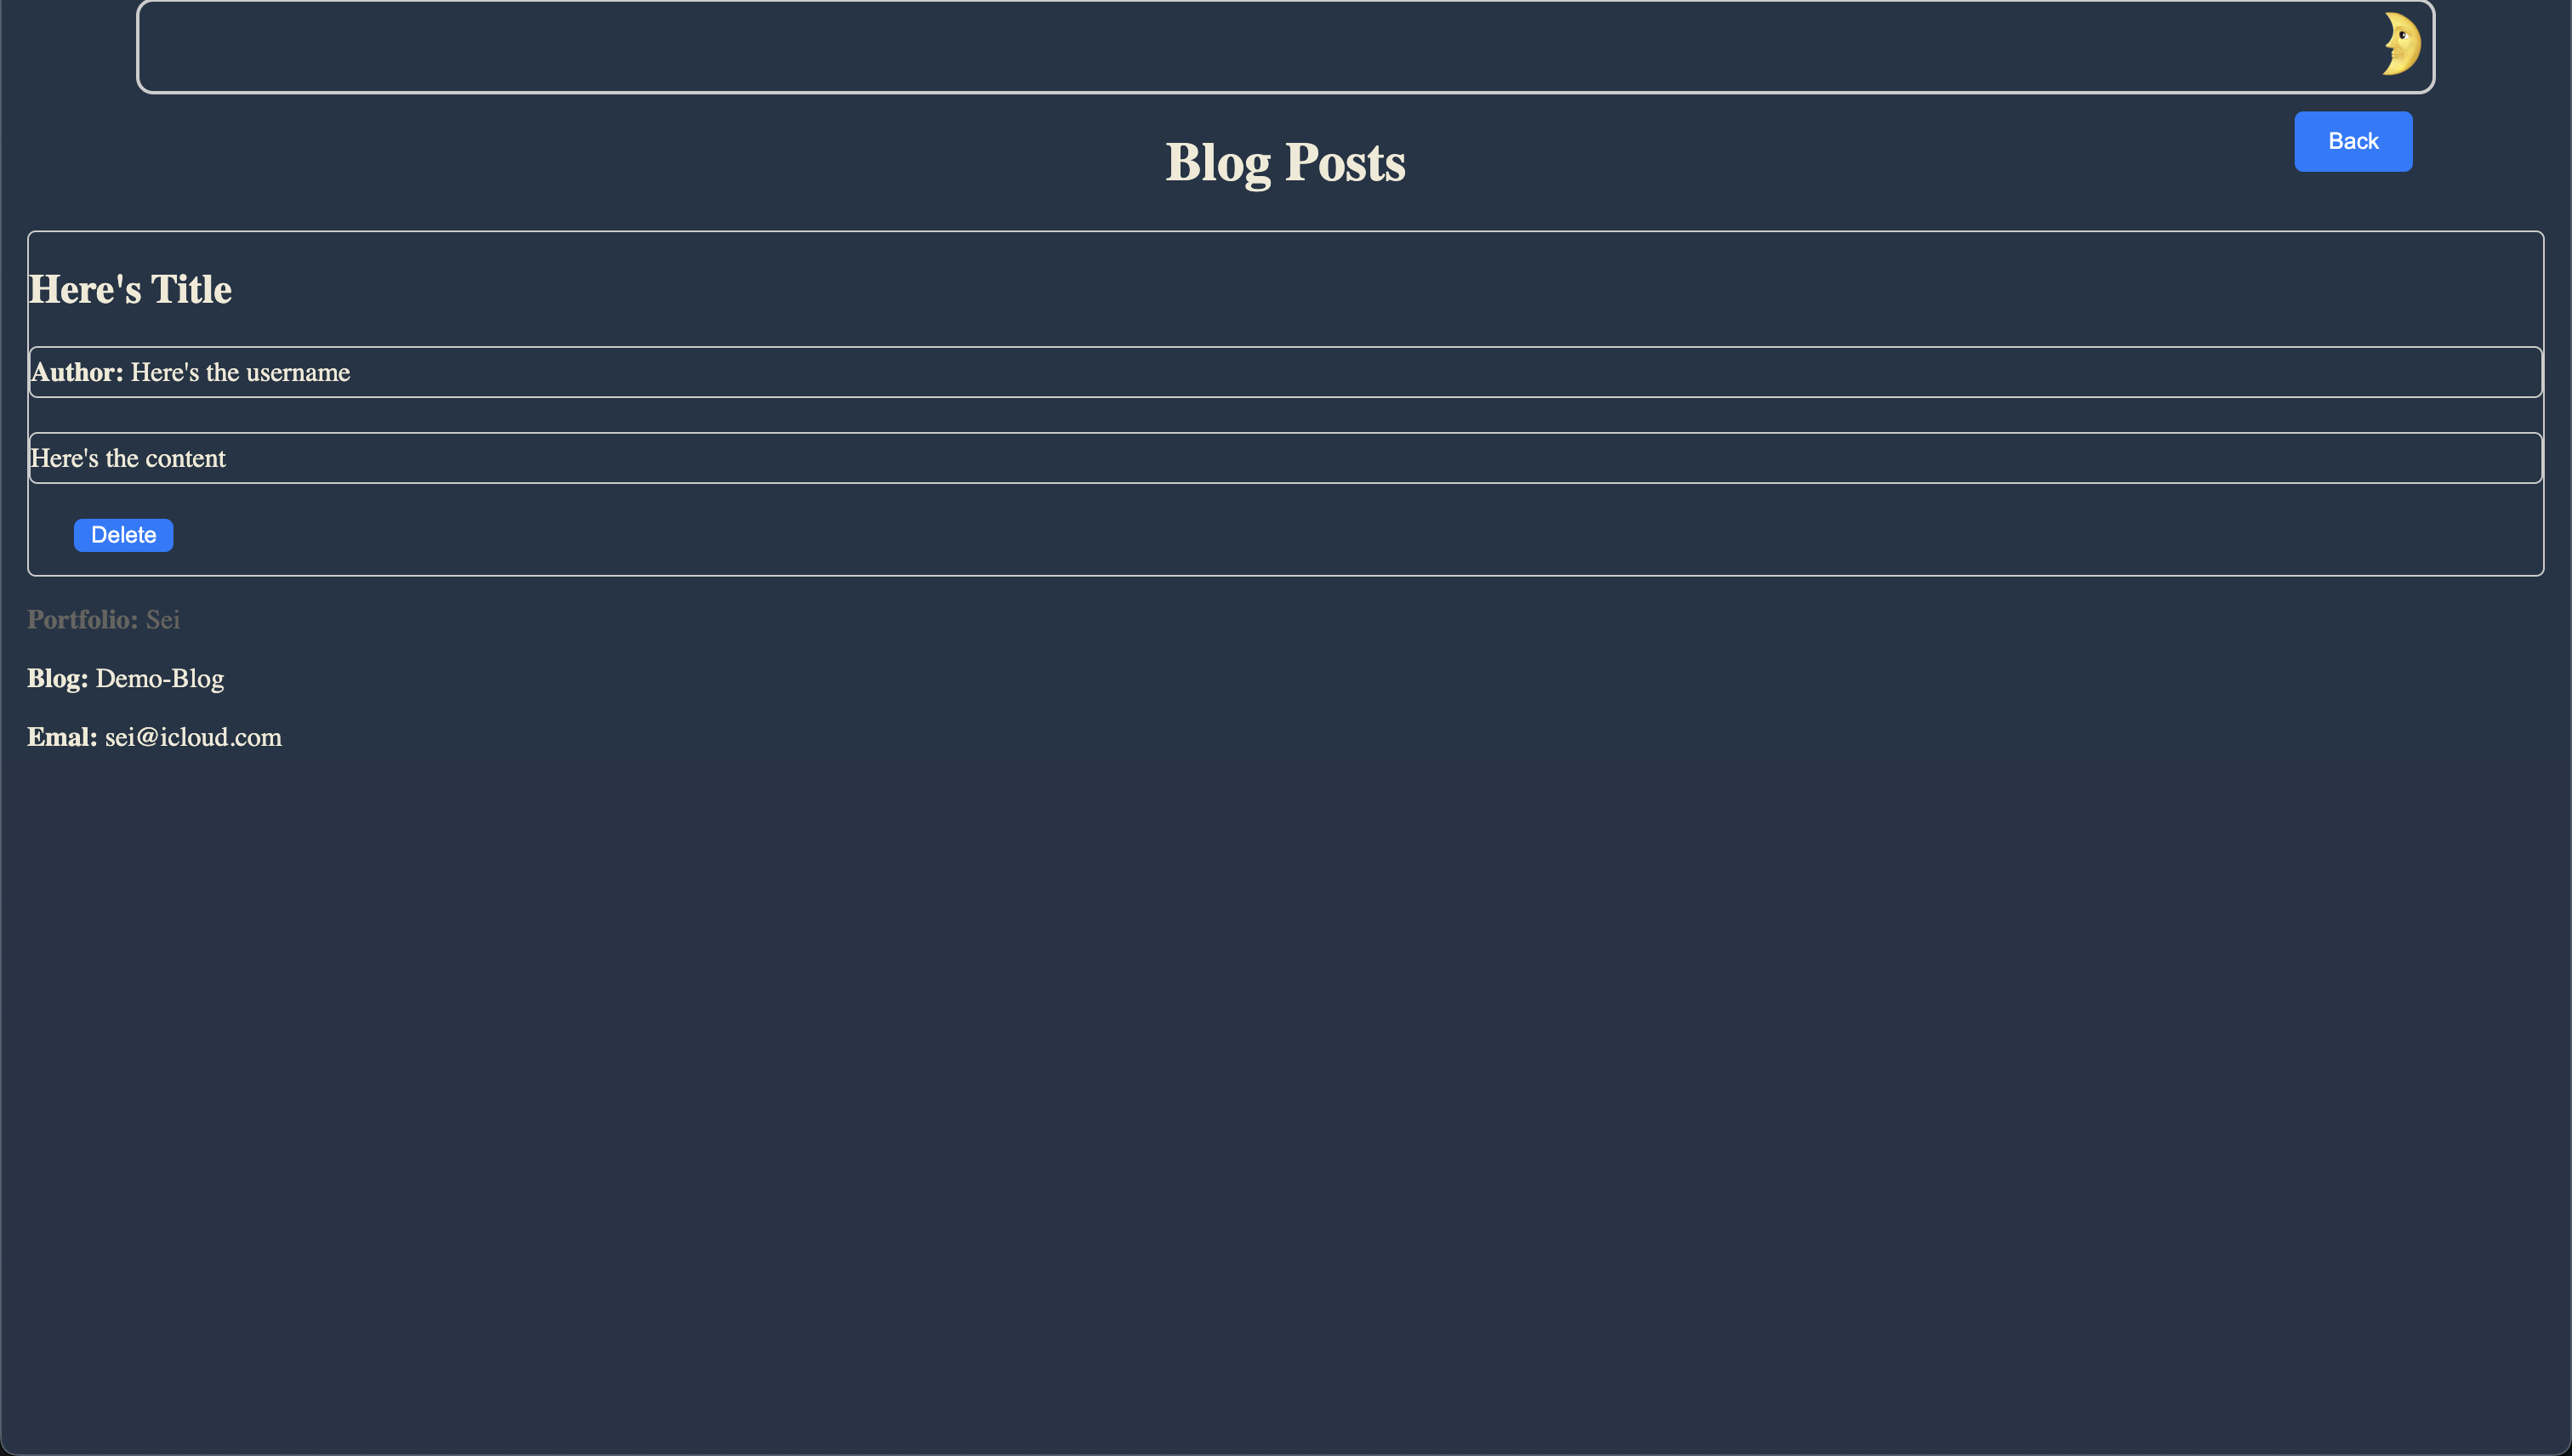 Back
Blog Posts
Here's Title
Author: Here's the username
Here's the content
Delete
Portfolio: Sei
Blog: Demo-Blog
Emal: sei@icloud.com